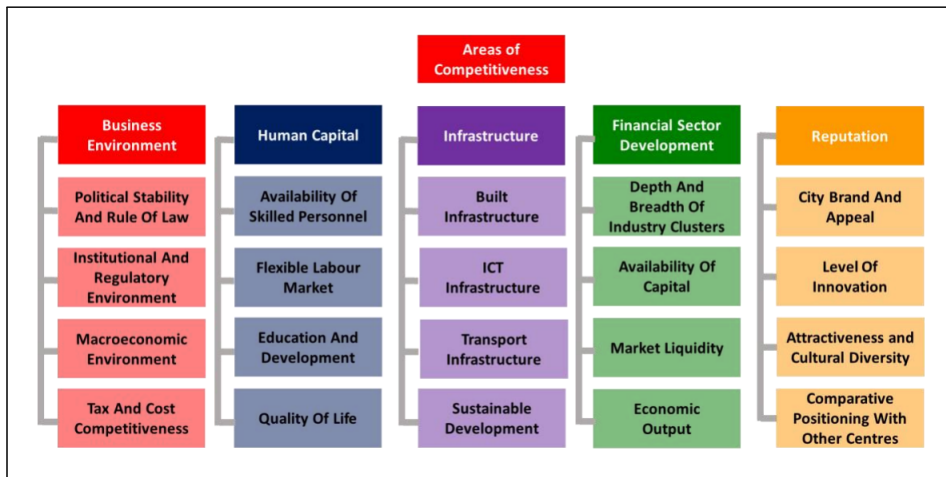 Areas of
Competitiveness
Business
Environment
Political Stability
And Rule Of Law
Institutional And
Regulatory
Environment
Macroeconomic
Environment
Tax And Cost
Competitiveness
Human Capital
Availability Of
Skilled Personnel
Flexible Labour
Market
Education And
Development
Quality Of Life
Infrastructure
Built
Infrastructure
ICT
Infrastructure
Transport
Infrastructure
Sustainable
Development
Financial Sector
Development
Depth And
Breadth Of
Industry Clusters
Availability Of
Capital
Market Liquidity
Economic
Output
Reputation
City Brand And
Appeal
Level Of
Innovation
Attractiveness and
Cultural Diversity
Comparative
Positioning With
Other Centres